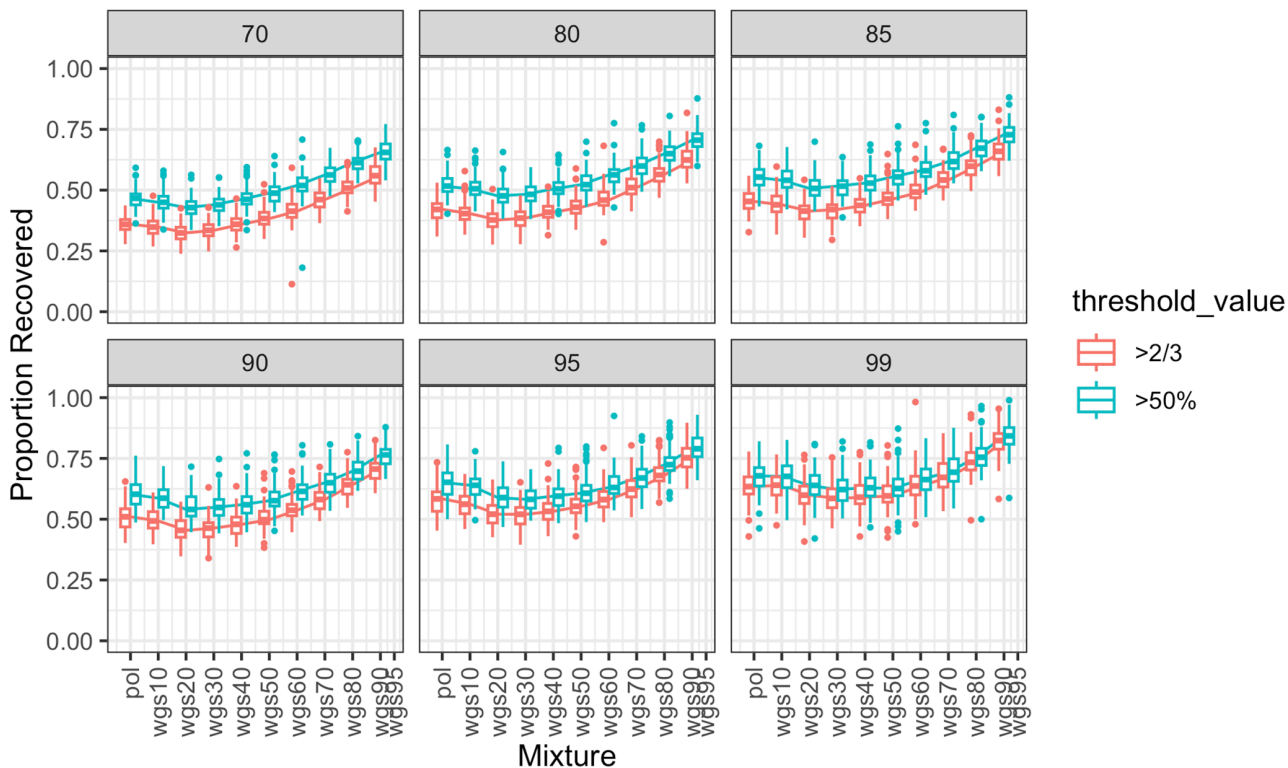 70
80
85
1.00
0.75
0.50
0.25
0.00
90
95
99
1.00
0.75
0.50
0.25
0.00
Proportion Recovered
pol
wgs10
wgs20
wgs30
wgs40
wgs50
wgs60
wgs70
wgs80
wgs90
wgs95
pol
wgs10
wgs20
wgs30
wgs40
wgs50
wgs60
wgs70
wgs80
wgs90
wgs95
pol
wgs10
wgs20
wgs30
wgs40
wgs50
wgs60
wgs70
wgs80
wgs90
wgs95
Mixture
threshold_value
>2/3
>50%